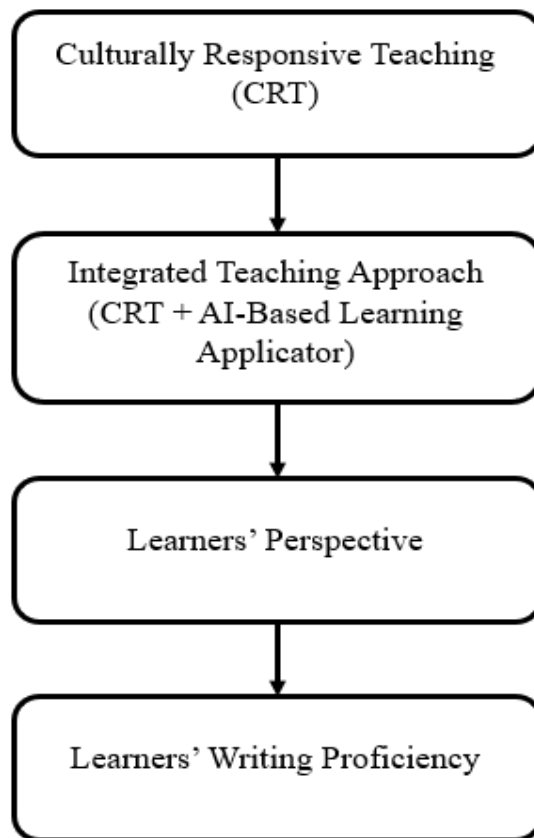 Culturally Responsive Teaching
(CRT)
Integrated Teaching Approach
(CRT + AI-Based Learning
Applicator)
Learners’ Perspective
Learners’ Writing Proficiency